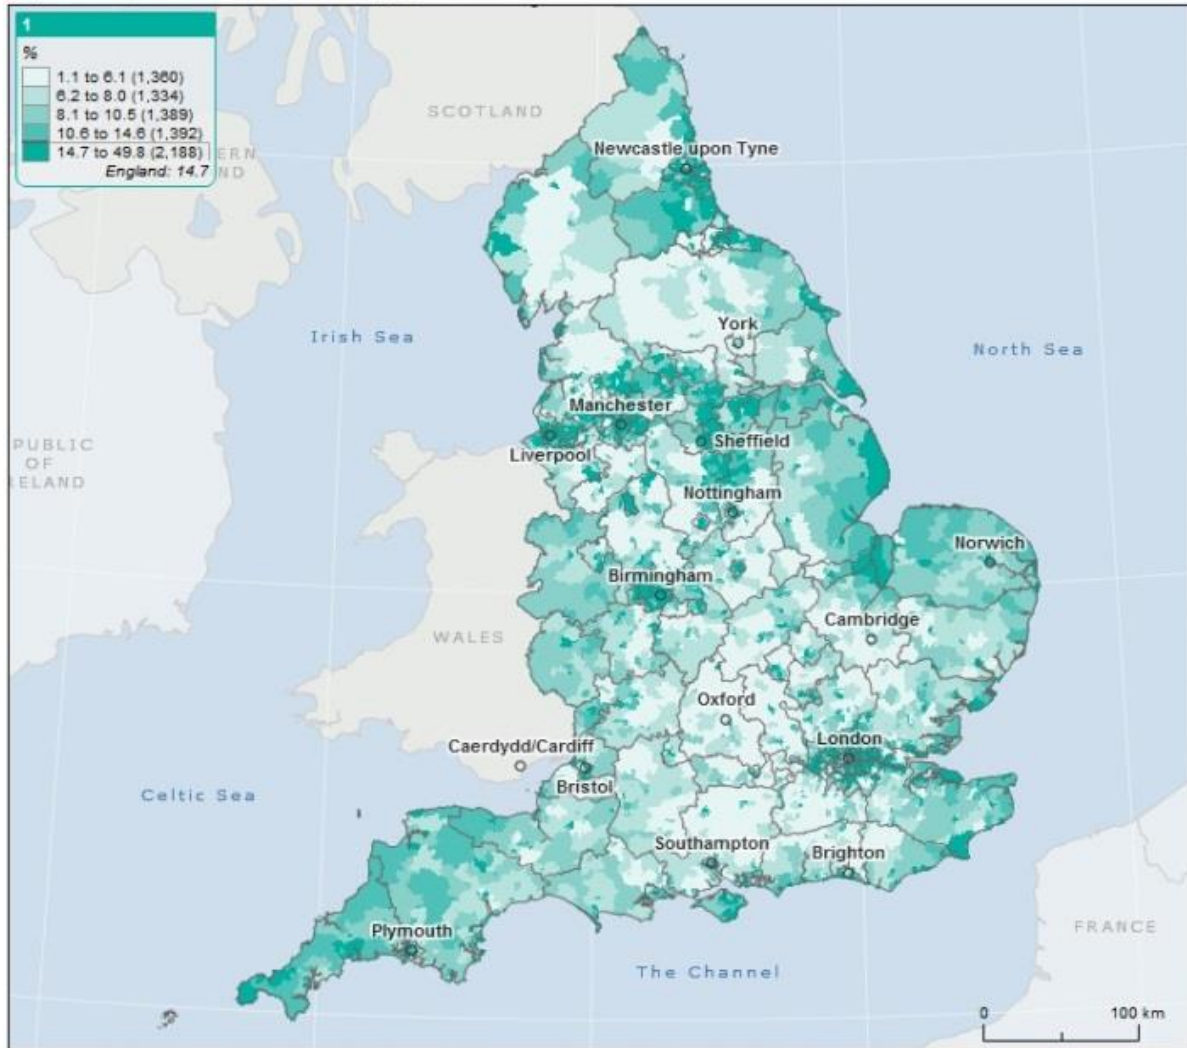 1
%
1.1 to 6.1 (1,360)
6.2 to 8.0 (1,334)
8.1 to 10.5 (1,389)
10.6 to 14.6 (1,392)
14.7 to 49.8 (2,188)
England: 14.7
ERN
ND
SCOTLAND
Newcastle upon Tyne
Irish Sea
York
North Sea
Manchester
Liverpool
Sheffield
PUBLIC
OF
RELAND
Nottingham
Norwich
Birmingham
Cambridge
WALES
Oxford
Caerdydd/Cardiff
London
Bristol
Celtic Sea
Southampton
Brighton
Plymouth
FRANCE
The Channel
0 100 km